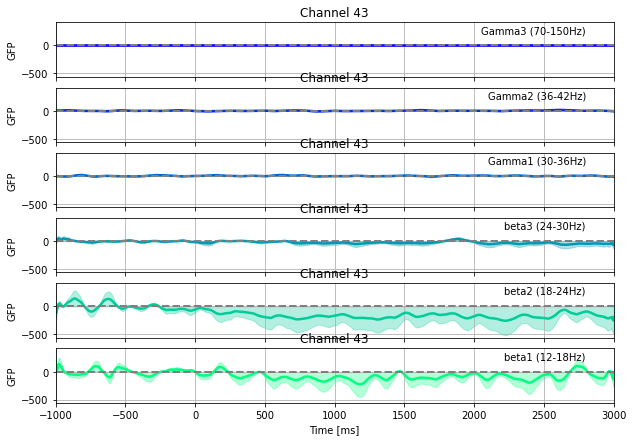 Channel 43
Gamma3 (70-150Hz)
GFP
0
−500
Channel 43
Gamma2 (36-42Hz)
GFP
0
−500
Channel 43
Gamma1 (30-36Hz)
GFP
0
−500
Channel 43
beta3 (24-30Hz)
GFP
0
−500
Channel 43
beta2 (18-24Hz)
GFP
0
−500
Channel 43
beta1 (12-18Hz)
GFP
0
−500
−1000 −500 0 500 1000 1500 2000 2500 3000
Time [ms]